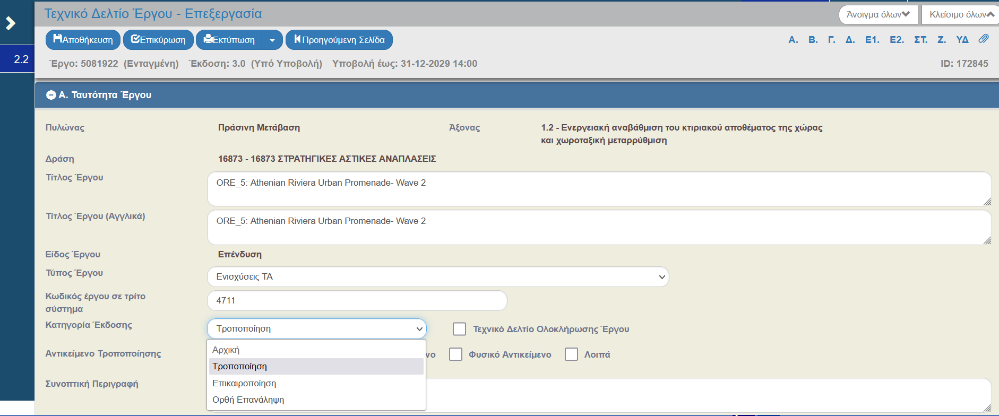 Τεχνικό Δελτίο Έργου - Επεξεργασία
Άνοιγμα όλων Κλείσιμο όλων
Αποθήκευση Επικύρωση Εκτύπωση Προηγούμενη Σελίδα
Α. Β. Γ. Δ. Ε1. Ε2. ΣΤ. Ζ. ΥΔ
2.2
Έργο: 5081922 (Ενταγμένη) Έκδοση: 3.0 (Υπό Υποβολή) Υποβολή έως: 31-12-2029 14:00 ID: 172845
Α. Ταυτότητα Έργου
Πυλώνας Πράσινη Μετάβαση Άξονας 1.2 - Ενεργειακή αναβάθμιση του κτιριακού αποθέματος της χώρας
και χωροταξική μεταρρύθμιση
Δράση 16873 - 16873 ΣΤΡΑΤΗΓΙΚΕΣ ΑΣΤΙΚΕΣ ΑΝΑΠΛΑΣΕΙΣ
Τίτλος Έργου ORE_5: Athenian Riviera Urban Promenade- Wave 2
Τίτλος Έργου (Αγγλικά) ORE_5: Athenian Riviera Urban Promenade- Wave 2
Είδος Έργου Επένδυση
Τύπος Έργου Ενισχύσεις ΤΑ
Κωδικός έργου σε τρίτο
σύστημα 4711
Κατηγορία Έκδοσης Τροποποίηση Τεχνικό Δελτίο Ολοκλήρωσης Έργου
Αρχική
Αντικείμενο Τροποποίησης νο Φυσικό Αντικείμενο Λοιπά
Τροποποίηση
Συνοπτική Περιγραφή Επικαιροποίηση
Ορθή Επανάληψη